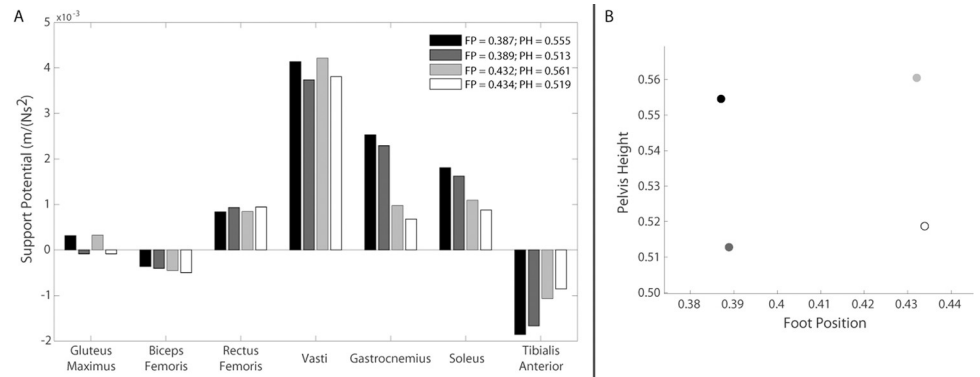 A
x10-3
5
4
3
2
1
0
-1
-2
Support Potential (m/(Ns2)
FP = 0.387; PH = 0.555
FP = 0.389; PH = 0.513
FP = 0.432; PH = 0.561
FP = 0.434; PH = 0.519
Gluteus
Maximus
Biceps
Femoris
Rectus
Femoris
Vasti
Gastrocnemius
Soleus
Tibialis
Anterior
B
0.56
0.55
0.54
0.53
0.52
0.51
0.50
Pelvis Height
0.38 0.39 0.4 0.41 0.42 0.43 0.44
Foot Position